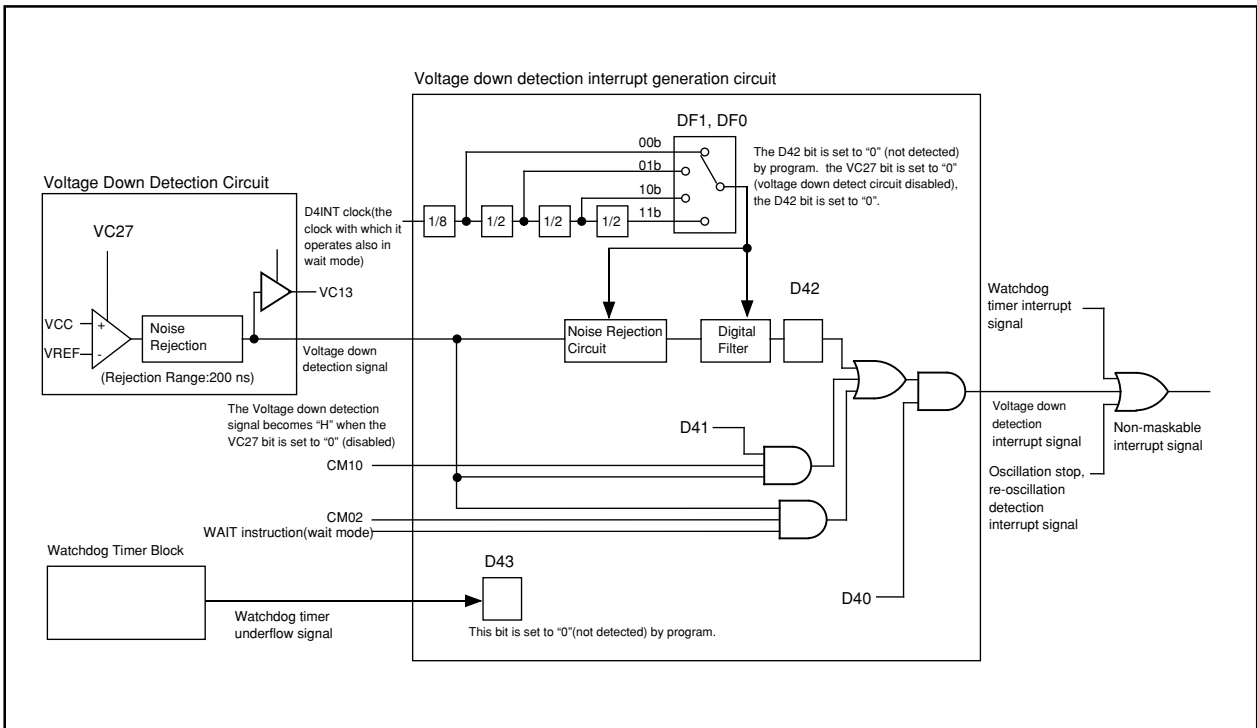 Voltage down detection interrupt generation circuit
DF1, DF0
00b
01b
10b
11b
The D42 bit is set to “0” (not detected)
by program. the VC27 bit is set to “0”
(voltage down detect circuit disabled),
the D42 bit is set to “0”.
Voltage Down Detection Circuit
D4INT clock(the
clock with which it
operates also in
wait mode)
1/8
1/2
1/2
1/2
VC27
VC13
VCC
+
VREF
-
Noise
Rejection
(Rejection Range:200 ns)
Voltage down
detection signal
Noise Rejection
Circuit
Digital
Filter
D42
The Voltage down detection
signal becomes “H” when the
VC27 bit is set to “0” (disabled)
D41
CM10
CM02
WAIT instruction(wait mode)
Watchdog
timer interrupt
signal
Voltage down
detection
interrupt signal
Non-maskable
interrupt signal
Oscillation stop,
re-oscillation
detection
interrupt signal
Watchdog Timer Block
Watchdog timer
underflow signal
D43
This bit is set to “0”(not detected) by program.
D40